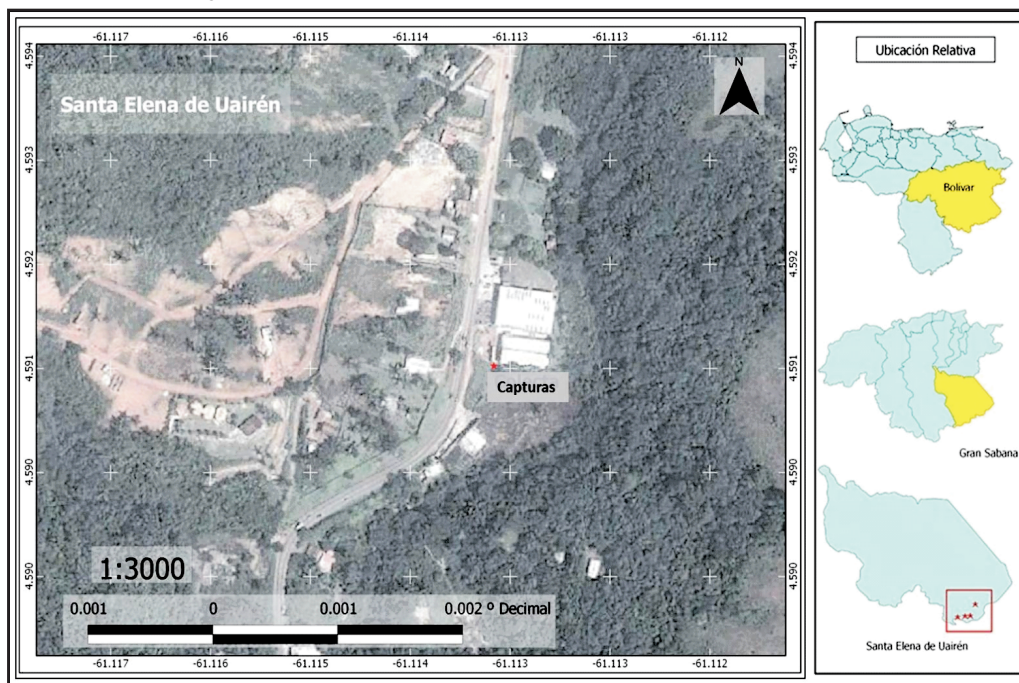 -61.117 -61.116 -61.115 -61.114 -61.113 -61.113 -61.112
4.594 4.594
Santa Elena de Uairén
N
4.593 4.593
4.592 4.592
4.591 4.591
Capturas
4.590 4.590
4.590 4.590
1:3000
0.001 0 0.001 0.002 º Decimal
-61.117 -61.116 -61.115 -61.114 -61.113 -61.113 -61.112
Ubicación Relativa
Bolivar
Gran Sabana
Santa Elena de Uairén